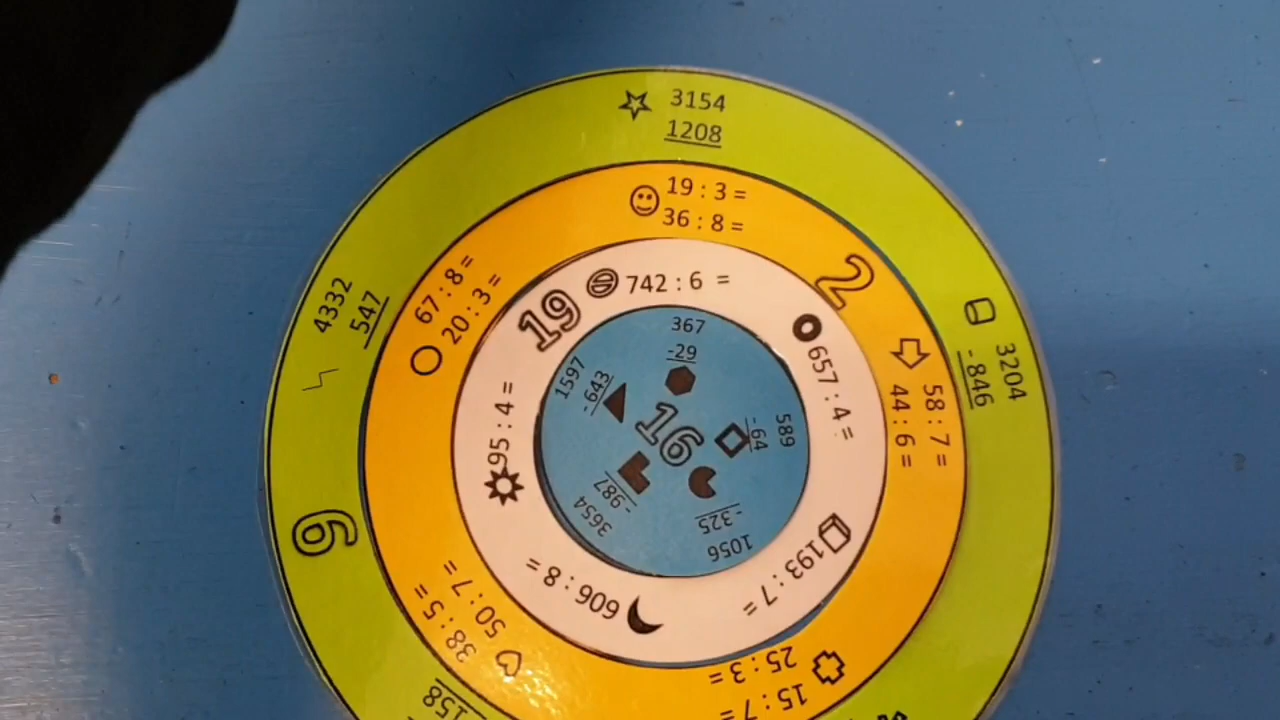 3154
1208
3204
- 846
158
6
4332
547
19 : 3 =
36 : 8 =
2
58 : 7 =
44 : 6 =
25 : 3 =
15 : 7 =
38 : 5 =
50 : 7 =
67 : 8 =
20 : 3 =
19
742 : 6 =
657 : 4 =
193 : 7 =
606 : 8 =
95 : 4 =
367
-29
589
-64
1056
-325
3654
-987
1597
-643
16